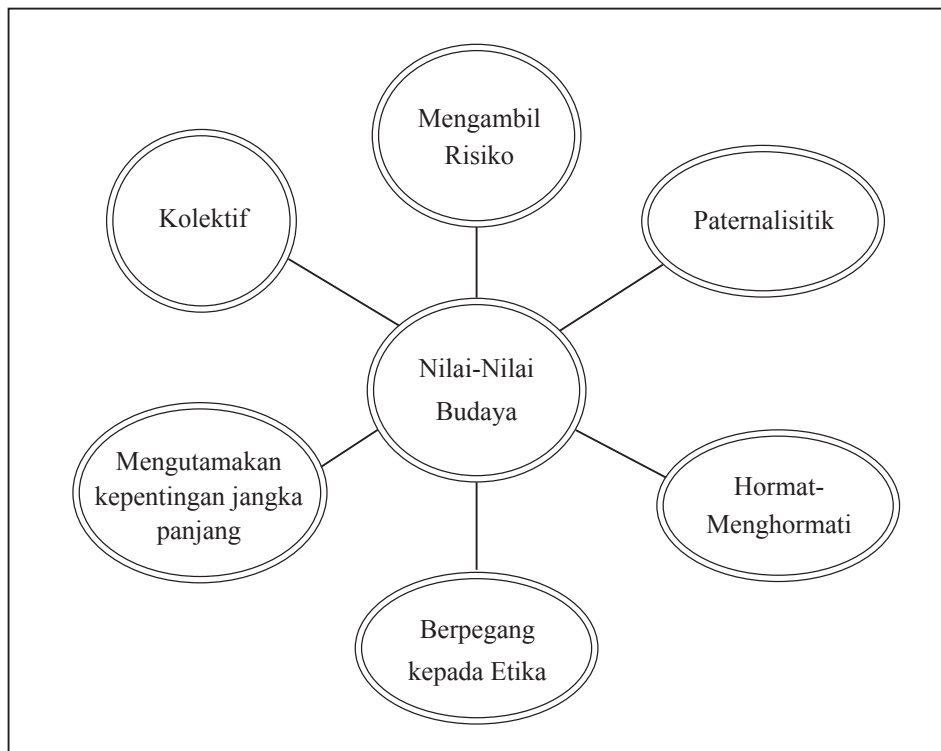 Mengambil
Risiko
Kolektif
Paternalisitik
Nilai-Nilai
Budaya
Mengutamakan
kepentingan jangka
panjang
Hormat-
Menghormati
Berpegang
kepada Etika